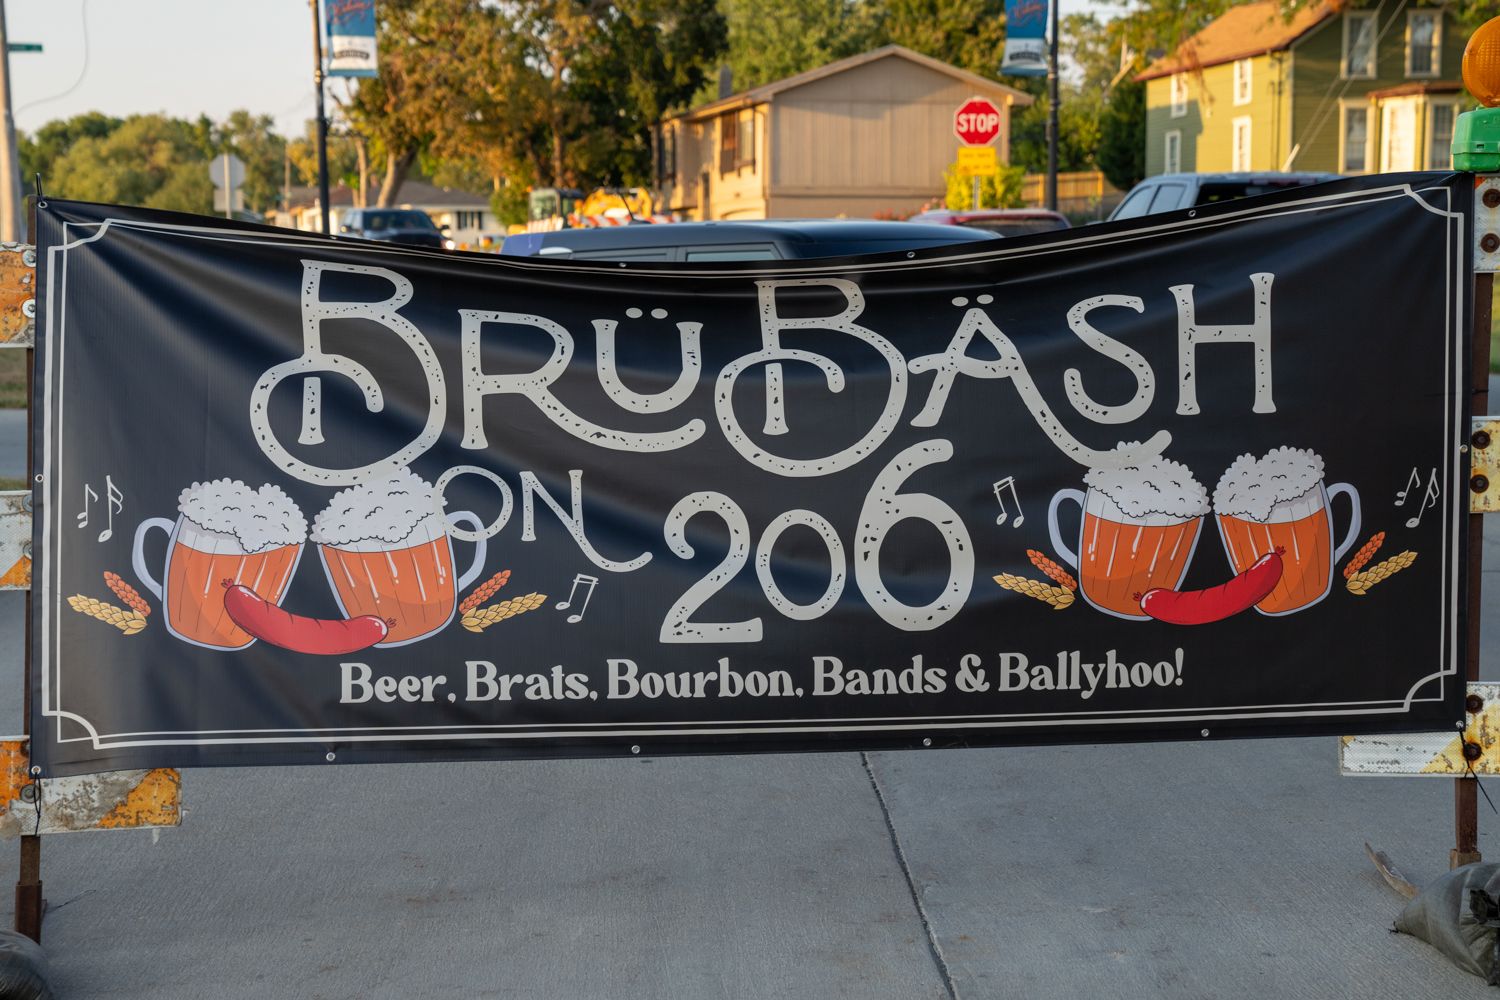 STOP
BRÜBÄSH
ON 206
Beer, Brats, Bourbon, Bands & Ballyhoo!